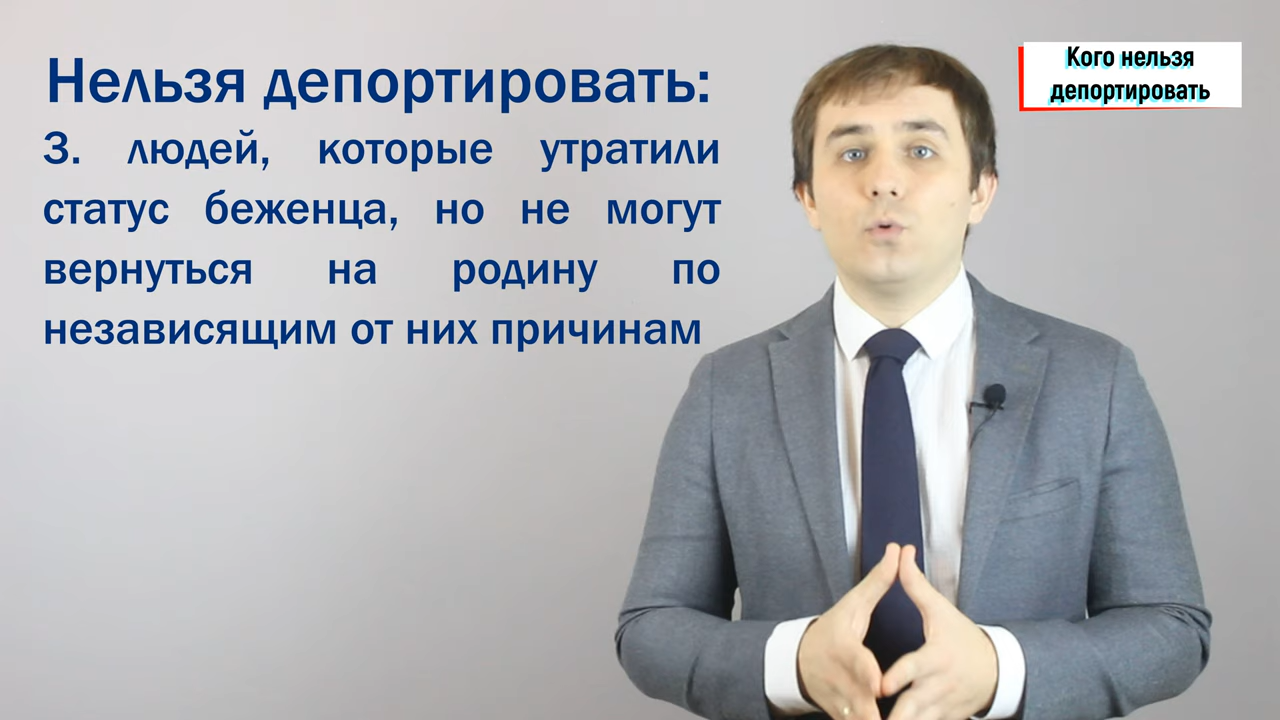 Нельзя депортировать:
3. людей, которые утратили
статус беженца, но не могут
вернуться на родину по
независящим от них причинам
Кого нельзя
депортировать